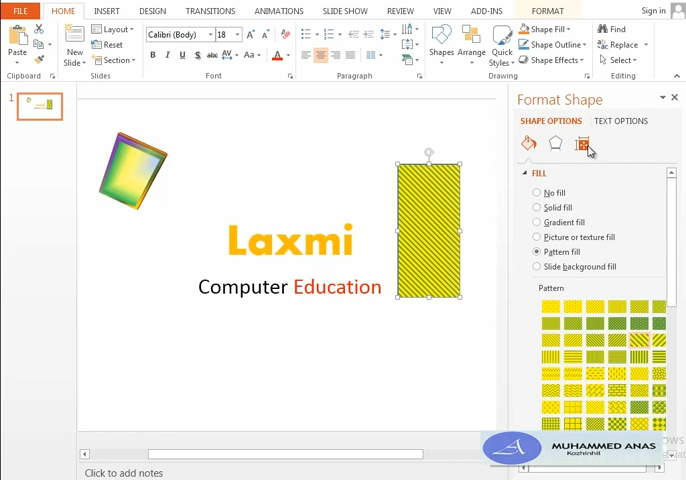 FILE HOME INSERT DESIGN TRANSITIONS ANIMATIONS SLIDE SHOW REVIEW VIEW ADD-INS FORMAT Sign in
Paste
New Slide
Layout
Reset
Section
Calibri (Body) 18
B I U S abc AV Aa A
Shapes
Arrange
Quick Styles
Shape Fill
Shape Outline
Shape Effects
Find
Replace
Select
Clipboard Slides Font Paragraph Drawing Editing
1
Format Shape
SHAPE OPTIONS TEXT OPTIONS
FILL
No fill
Solid fill
Gradient fill
Picture or texture fill
Pattern fill
Slide background fill
Pattern
Laxmi
Computer Education
MUHAMMED ANAS
Kozhinhil
Click to add notes